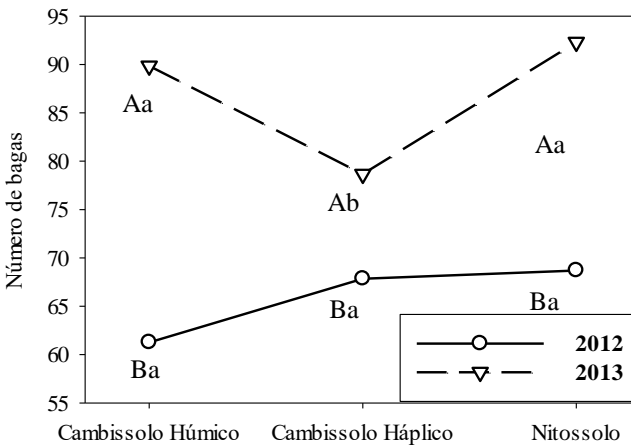 95
90
Aa
85
Aa
80
Ab
75
Número de bagas
70
65
Ba
Ba
60
Ba
2012
2013
55
Cambissolo Húmico Cambissolo Háplico Nitossolo